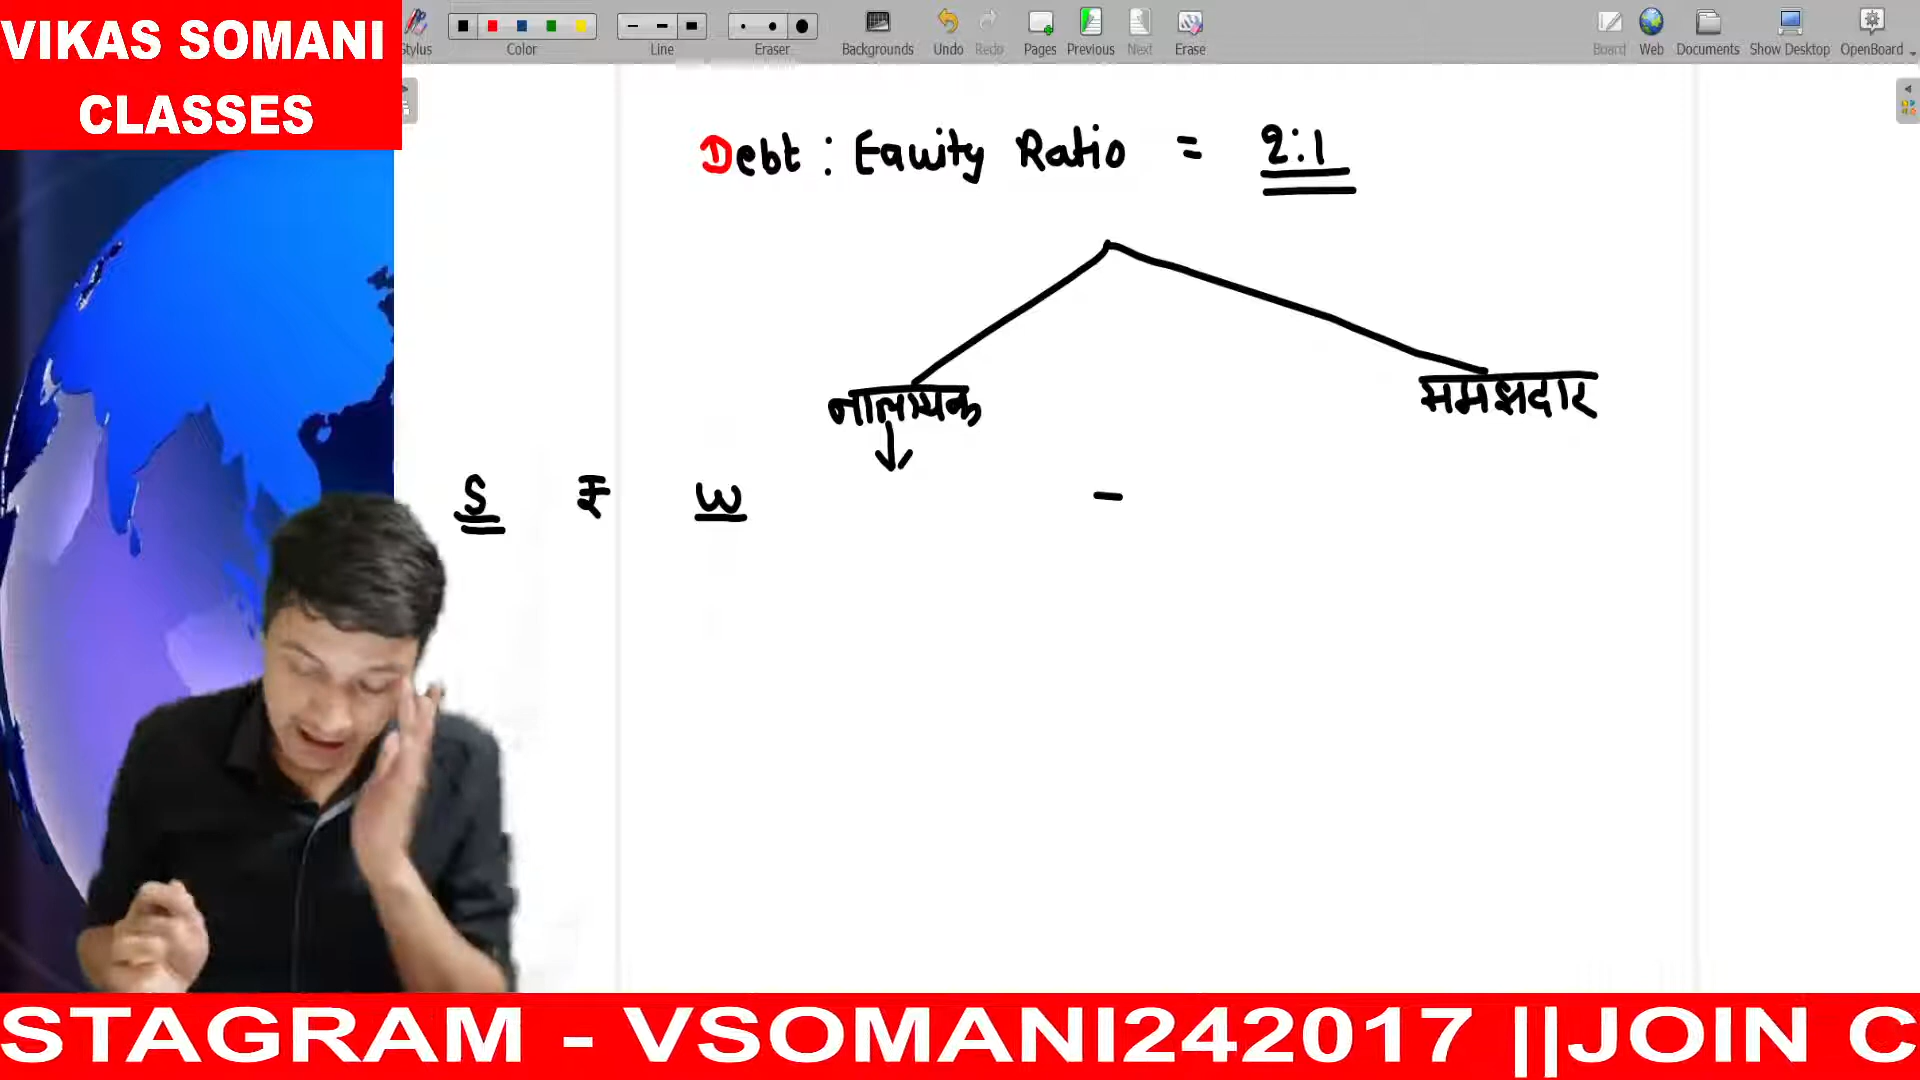 VIKAS SOMANI
CLASSES
Stylus
Color
Line
Eraser
Backgrounds
Undo
Redo
Pages
Previous
Next
Erase
Board
Web
Documents
Show Desktop
OpenBoard
Debt : Equity Ratio = 2:1
नालायक
समझदार
S ₹ W -
STAGRAM - VSOMANI242017 ||JOIN C